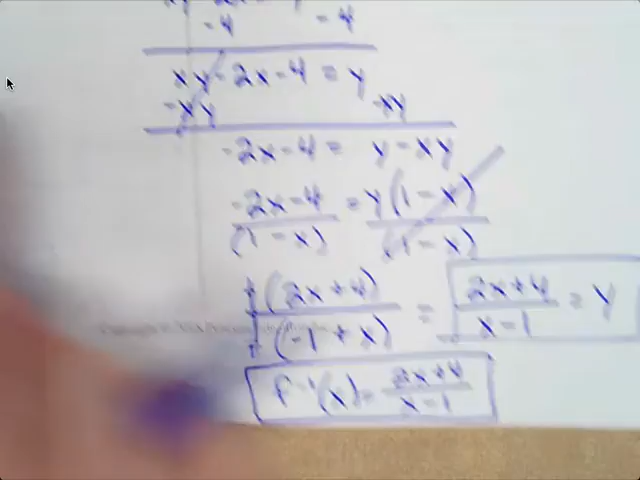 -4 = 4
xy - 2x - 4 = y
-xy -xy
-2x - 4 = y - xy
-2x - 4 = y(1 - x)
(1 - x) (1 - x)
(2x + 4) = 2x + 4 = y
(-1 + x) x - 1
f⁻¹(x) = 2x + 4
x - 1